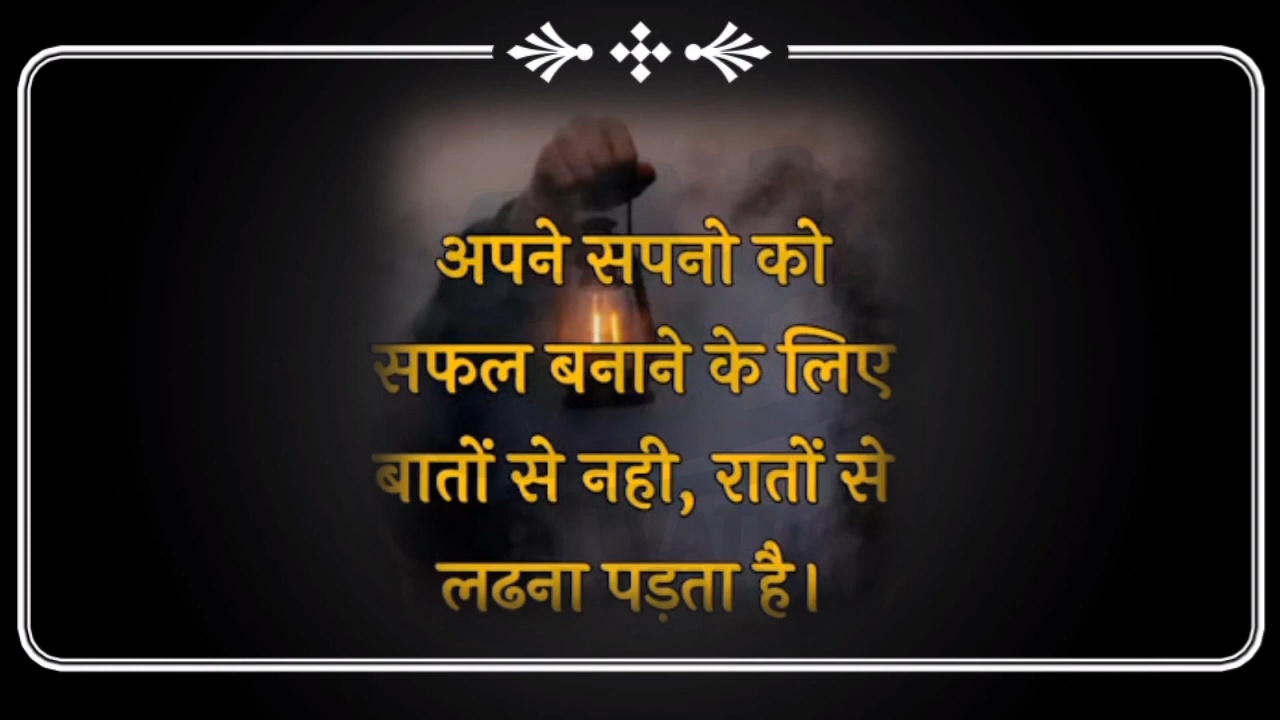 अपने सपनो को
सफल बनाने के लिए
बातों से नही, रातों से
लढना पड़ता है।